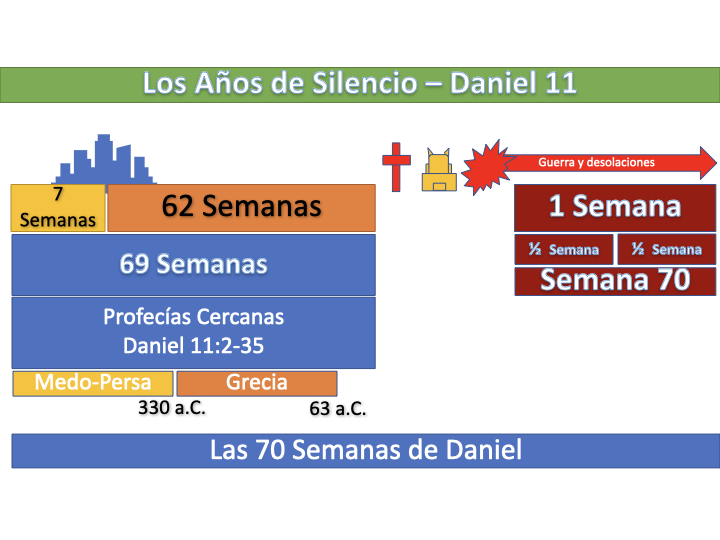 Los Años de Silencio – Daniel 11
Guerra y desolaciones
7
Semanas
62 Semanas
1 Semana
½ Semana
½ Semana
69 Semanas
Semana 70
Profecías Cercanas
Daniel 11:2-35
Medo-Persa
Grecia
330 a.C.
63 a.C.
Las 70 Semanas de Daniel